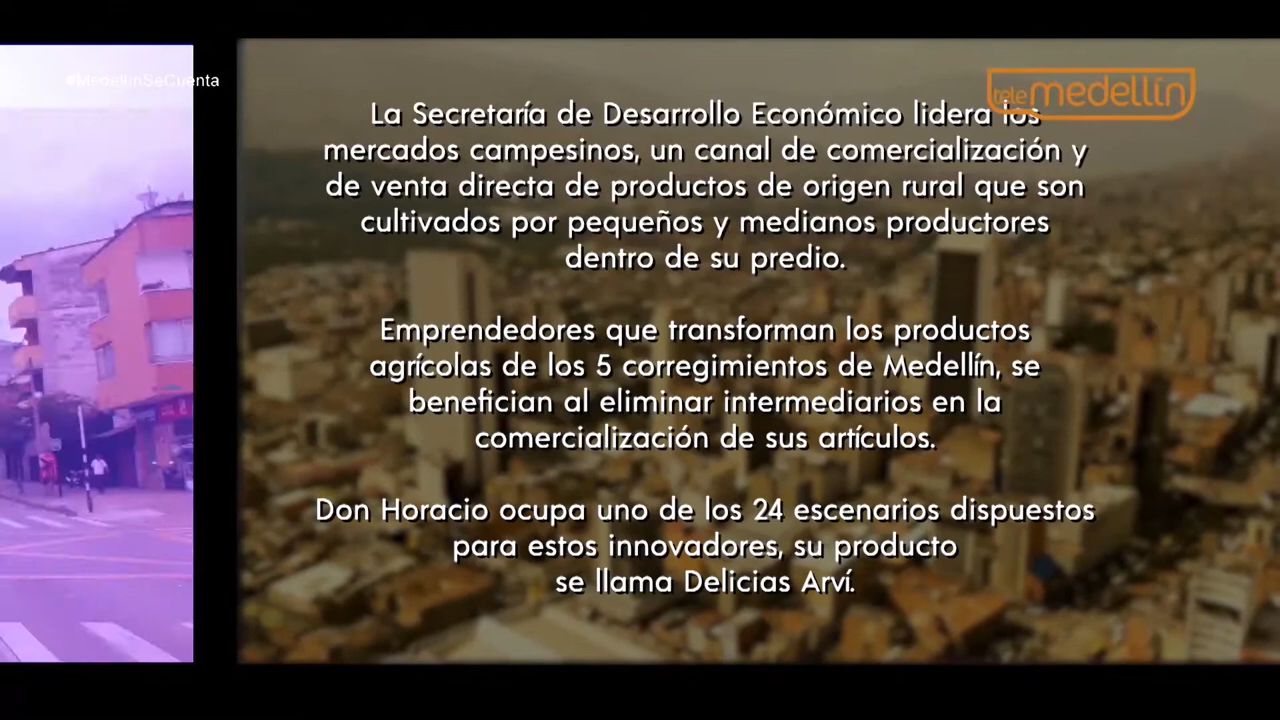 #MedellínSeCuenta
tele medellín
La Secretaría de Desarrollo Económico lidera los
mercados campesinos, un canal de comercialización y
de venta directa de productos de origen rural que son
cultivados por pequeños y medianos productores
dentro de su predio.
Emprendedores que transforman los productos
agrícolas de los 5 corregimientos de Medellín, se
benefician al eliminar intermediarios en la
comercialización de sus artículos.
Don Horacio ocupa uno de los 24 escenarios dispuestos
para estos innovadores, su producto
se llama Delicias Arví.